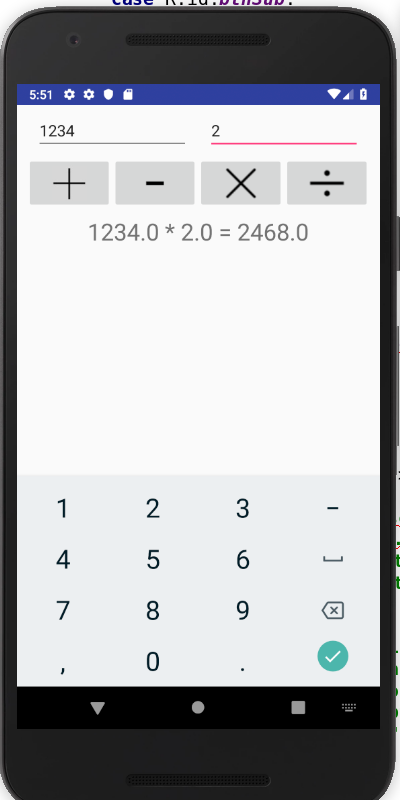 case R.id.btnSub:
5:51
1234 2
+ − × ÷
1234.0 * 2.0 = 2468.0
1 2 3 −
4 5 6
7 8 9
, 0 .